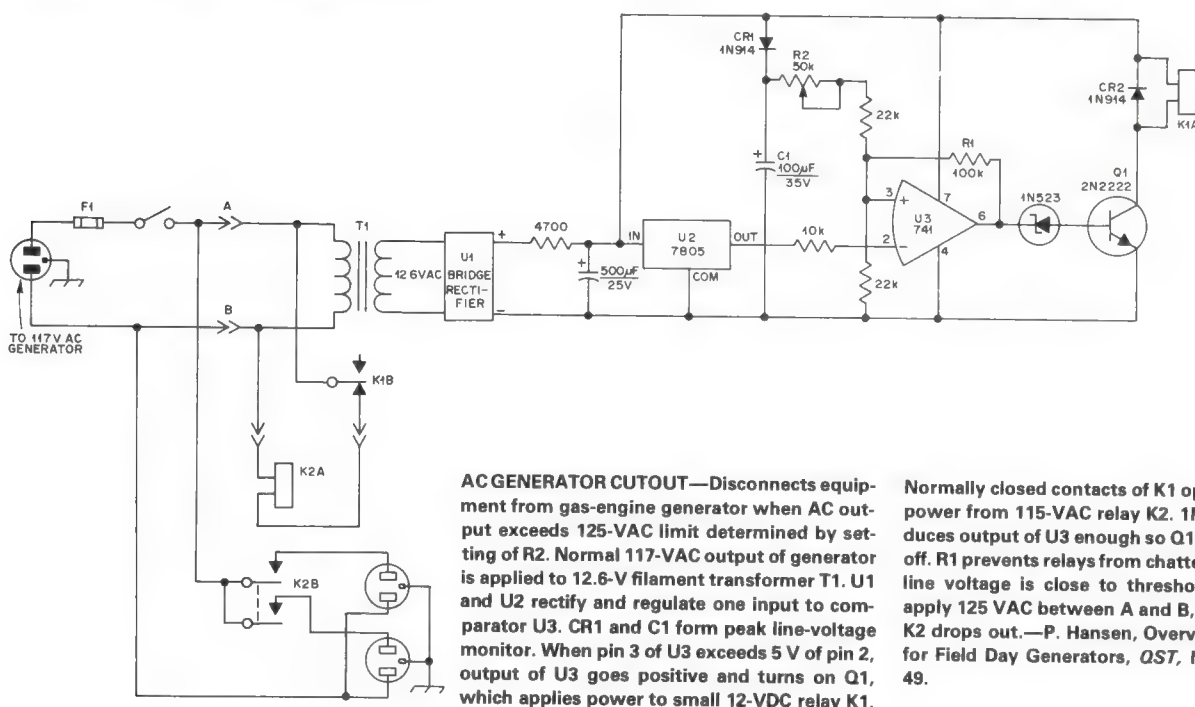 CR1
1N914
R2
50k
22k
CR2
1N914
K1A
R1
100k
C1
100µF
35V
Q1
2N2222
1N523
3
7
U3
741
6
2
4
22k
F1
A
T1
12.6VAC
U1
BRIDGE
RECTI-
FIER
+
-
4700
+
500µF
25V
IN
U2
7805
OUT
COM
10k
B
TO 117V AC
GENERATOR
K1B
K2A
K2B
AC GENERATOR CUTOUT—Disconnects equip-
ment from gas-engine generator when AC out-
put exceeds 125-VAC limit determined by set-
ting of R2. Normal 117-VAC output of generator
is applied to 12.6-V filament transformer T1. U1
and U2 rectify and regulate one input to com-
parator U3. CR1 and C1 form peak line-voltage
monitor. When pin 3 of U3 exceeds 5 V of pin 2,
output of U3 goes positive and turns on Q1,
which applies power to small 12-VDC relay K1.
Normally closed contacts of K1
power from 115-VAC relay K2.
duces output of U3 enough so Q1
off. R1 prevents relays from
line voltage is close to
apply 125 VAC between A and B,
K2 drops out.—P. Hansen,
for Field Day Generators, QST,
49.